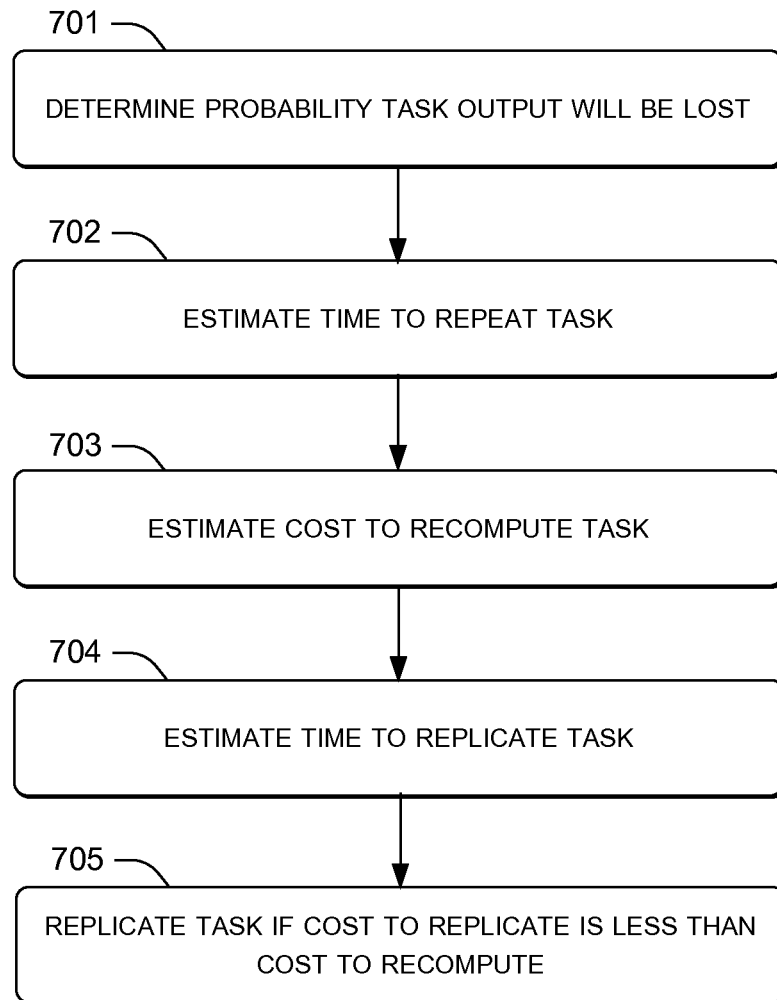 701
DETERMINE PROBABILITY TASK OUTPUT WILL BE LOST
702
ESTIMATE TIME TO REPEAT TASK
703
ESTIMATE COST TO RECOMPUTE TASK
704
ESTIMATE TIME TO REPLICATE TASK
705
REPLICATE TASK IF COST TO REPLICATE IS LESS THAN
COST TO RECOMPUTE